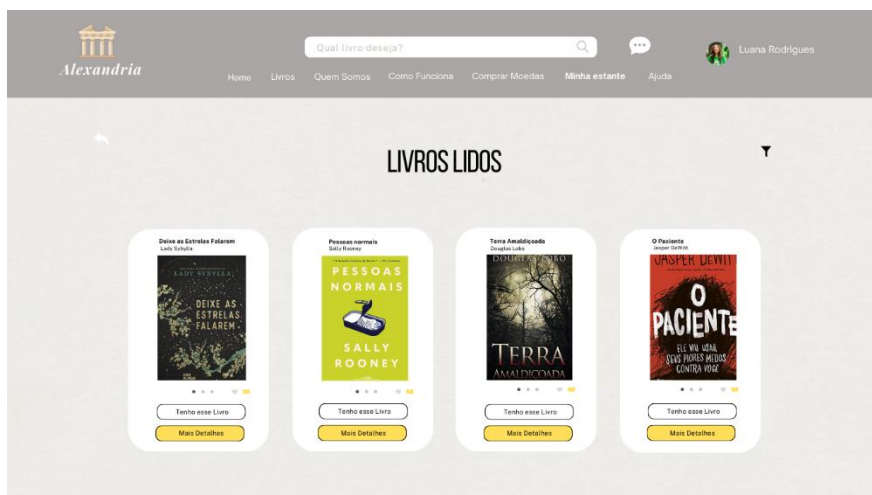 Qual livro deseja?
Luana Rodrigues
Alexandria
Home Livros Quem Somos Como Funciona Comprar Moedas Minha estante Ajuda
LIVROS LIDOS
Deixe as Estrelas Falarem
Lady Sybylla
LADY SYBYLLA
DEIXE AS
ESTRELAS
FALAREM
Tenho esse Livro
Mais Detalhes
Pessoas normais
Sally Rooney
PESSOAS
NORMAIS
SALLY
ROONEY
Tenho esse Livro
Mais Detalhes
Terra Amaldiçoada
Douglas Lobo
DOUGLAS LOBO
TERRA
AMALDIÇOADA
Tenho esse Livro
Mais Detalhes
O Paciente
Jasper DeWitt
JASPER DEWITT
O
PACIENTE
ELE VAI USAR
SEUS PIORES MEDOS
CONTRA VOCÊ
Tenho esse Livro
Mais Detalhes